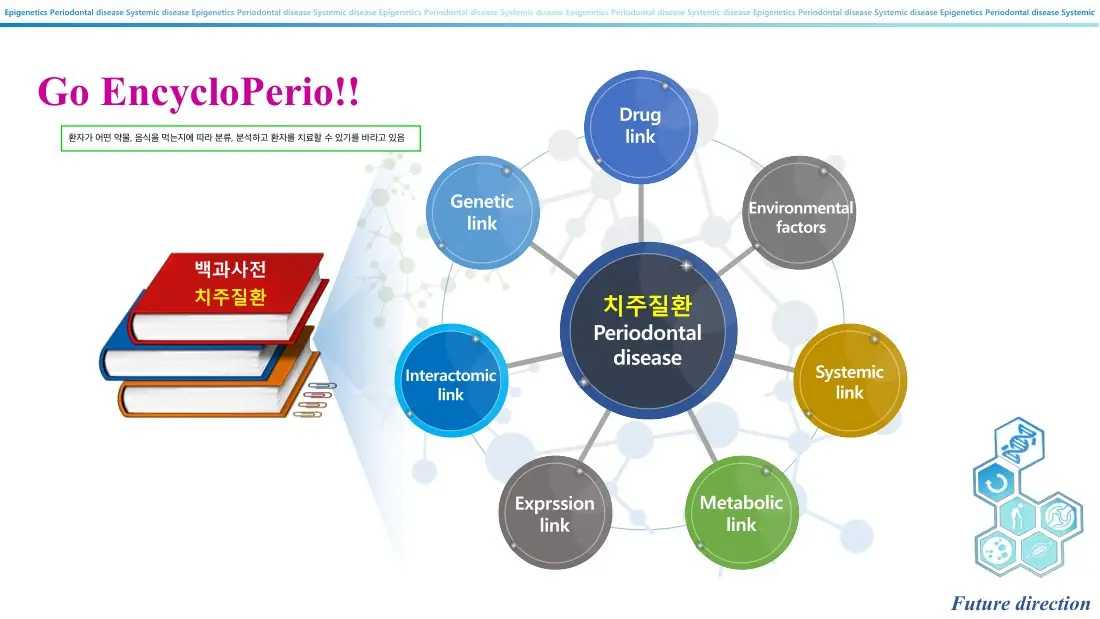 Epigenetics Periodontal disease Systemic disease Epigenetics Periodontal disease Systemic disease Epigenetics Periodontal disease Systemic disease Epigenetics Periodontal disease Systemic disease Epigenetics Periodontal disease Systemic disease Epigenetics Periodontal disease Systemic
Go EncycloPerio!!
환자가 어떤 약물, 음식을 먹는지에 따라 분류, 분석하고 환자를 치료할 수 있기를 바라고 있음
Drug
link
Genetic
link
Environmental
factors
백과사전
치주질환
치주질환
Periodontal
disease
Interactomic
link
Systemic
link
Exprssion
link
Metabolic
link
Future direction